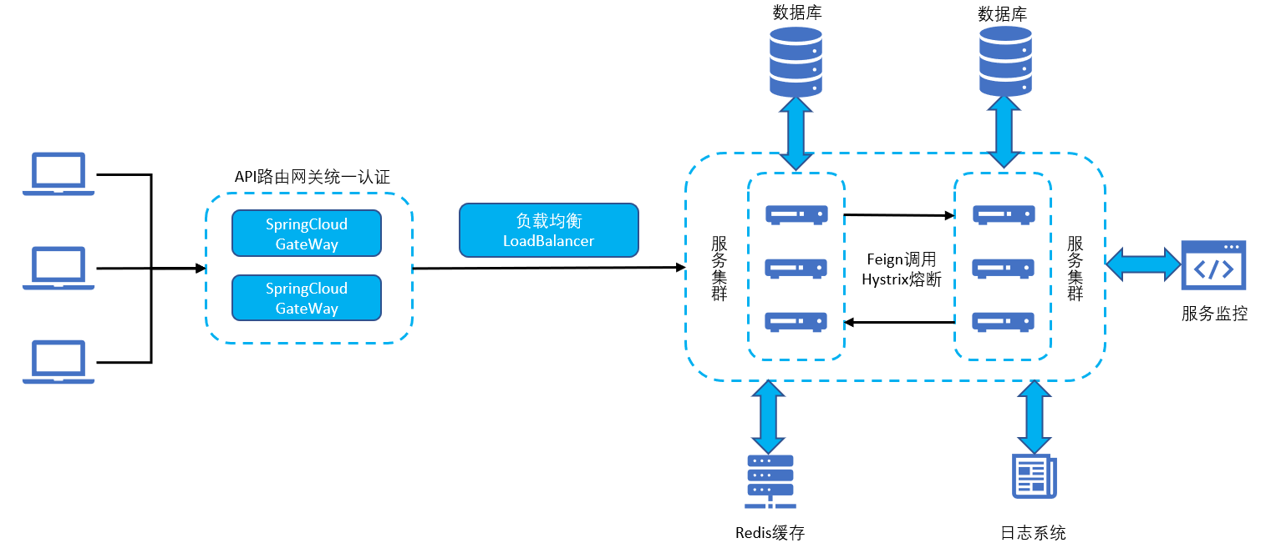 数据库
数据库
API路由网关统一认证
SpringCloud
GateWay
SpringCloud
GateWay
负载均衡
LoadBalancer
服务集群
Feign调用
Hystrix熔断
服务集群
服务监控
Redis缓存
日志系统